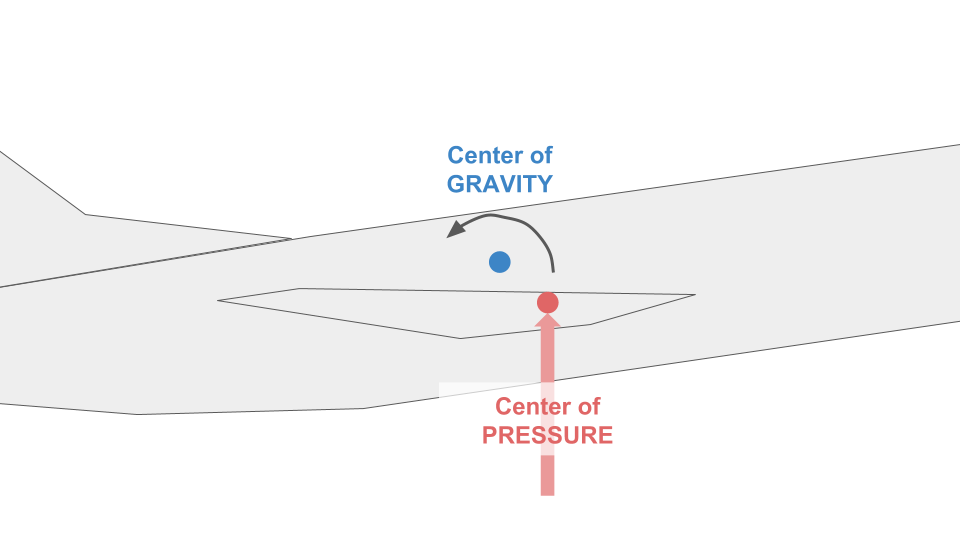 Center of
GRAVITY
Center of
PRESSURE